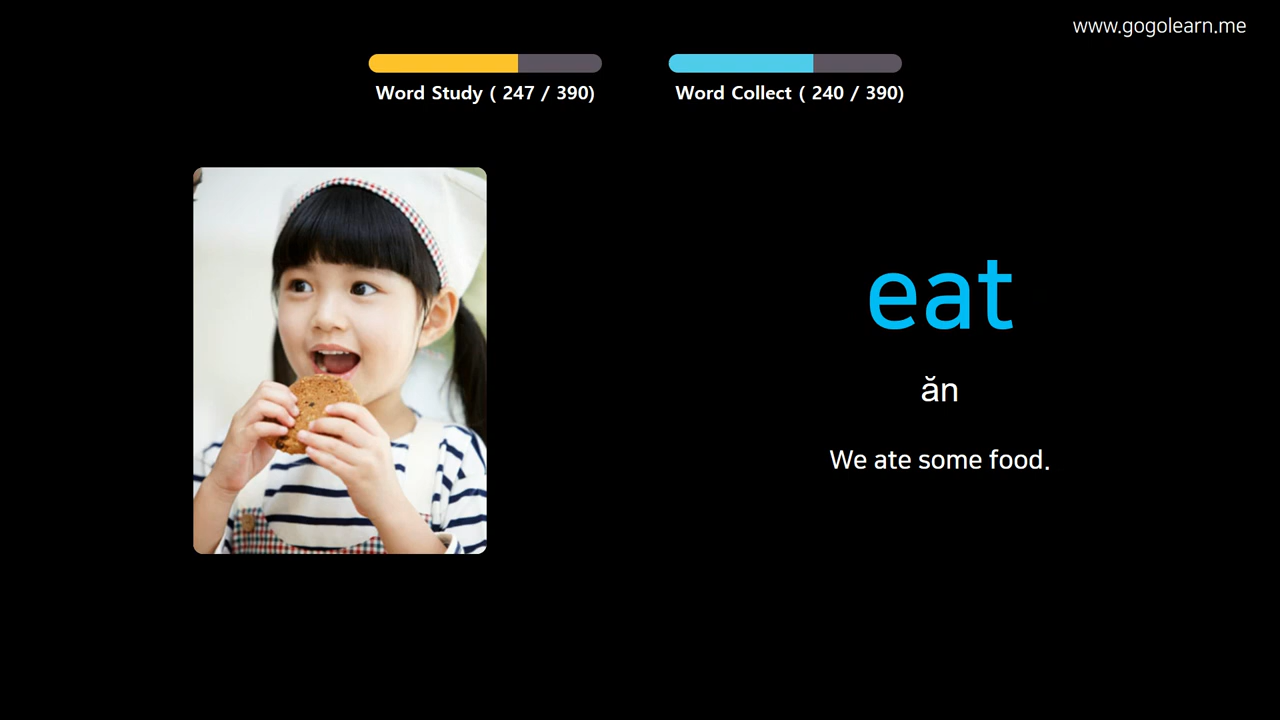 www.gogolearn.me
Word Study ( 247 / 390)
Word Collect ( 240 / 390)
eat
ăn
We ate some food.